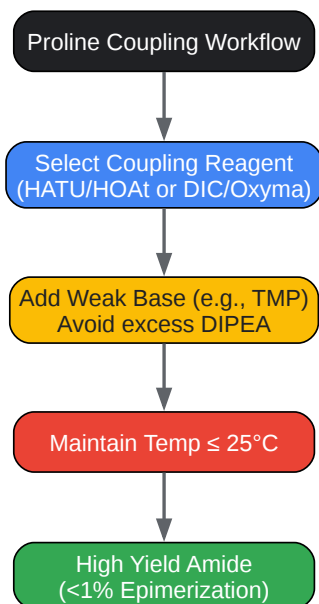 Proline Coupling Workflow
Select Coupling Reagent
(HATU/HOAt or DIC/Oxyma)
Add Weak Base (e.g., TMP)
Avoid excess DIPEA
Maintain Temp ≤ 25°C
High Yield Amide
(<1% Epimerization)